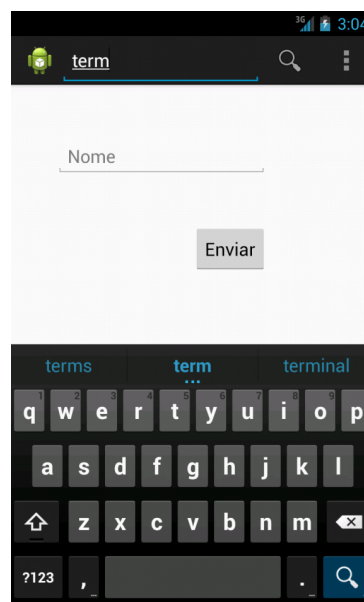 3G 3:04
term
Nome
Enviar
terms term terminal
1 2 3 4 5 6 7 8 9
q w e r t y u i o p
a s d f g h j k l
z x c v b n m
?123 , .